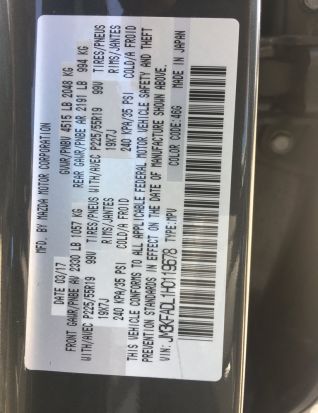 MFD. BY MAZDA MOTOR CORPORATION
DATE 03/17 GVWR/PNBV 4515 LB 2048 KG
FRONT GAWR/PNBE AV 2330 LB 1057 KG REAR GAWR/PNBE AR 2191 LB 994 KG
WITH/AVEC P225/55R19 99V TIRES/PNEUS WITH/AVEC P225/55R19 99V TIRES/PNEUS
19X7J RIMS/JANTES 19X7J RIMS/JANTES
240 KPA/35 PSI COLD/A FROID 240 KPA/35 PSI COLD/A FROID
THIS VEHICLE CONFORMS TO ALL APPLICABLE FEDERAL MOTOR VEHICLE SAFETY AND THEFT
PREVENTION STANDARDS IN EFFECT ON THE DATE OF MANUFACTURE SHOWN ABOVE.
VIN: JM3KFADL1H0119678 COLOR CODE:46G MADE IN JAPAN
TYPE:MPV